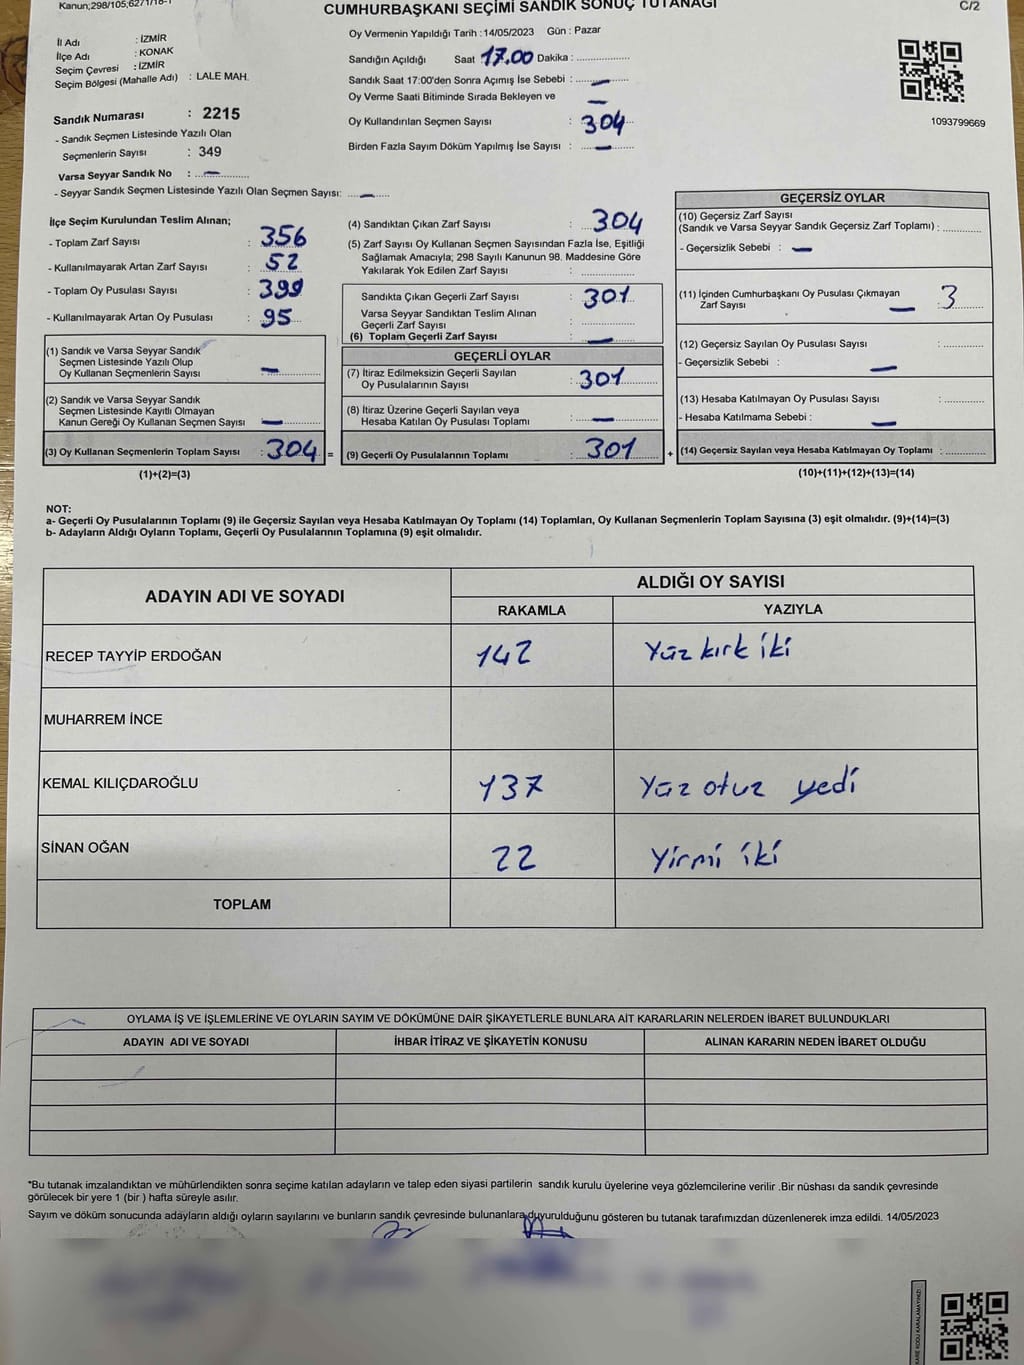 Kanun;298/105;62/1/16-1
CUMHURBAŞKANI SEÇİMİ SANDIK SONUÇ TUTANAĞI
C/2
İl Adı : İZMİR
İlçe Adı : KONAK
Seçim Çevresi : İZMİR
Seçim Bölgesi (Mahalle Adı) : LALE MAH.
Oy Vermenin Yapıldığı Tarih :14/05/2023 Gün : Pazar
Sandığın Açıldığı Saat 17.00 Dakika :
Sandık Saat 17:00'den Sonra Açımış İse Sebebi : —
Oy Verme Saati Bitiminde Sırada Bekleyen ve —
Oy Kullandırılan Seçmen Sayısı : 304
Birden Fazla Sayım Döküm Yapılmış İse Sayısı : —
1093799669
Sandık Numarası : 2215
- Sandık Seçmen Listesinde Yazılı Olan
Seçmenlerin Sayısı : 349
Varsa Seyyar Sandık No : —
- Seyyar Sandık Seçmen Listesinde Yazılı Olan Seçmen Sayısı: —
İlçe Seçim Kurulundan Teslim Alınan;
- Toplam Zarf Sayısı : 356
- Kullanılmayarak Artan Zarf Sayısı : 52
- Toplam Oy Pusulası Sayısı : 399
- Kullanılmayarak Artan Oy Pusulası : 95
(1) Sandık ve Varsa Seyyar Sandık
Seçmen Listesinde Yazılı Olup
Oy Kullanan Seçmenlerin Sayısı : —
(2) Sandık ve Varsa Seyyar Sandık
Seçmen Listesinde Kayıtlı Olmayan
Kanun Gereği Oy Kullanan Seçmen Sayısı : —
(3) Oy Kullanan Seçmenlerin Toplam Sayısı : 304 =
(1)+(2)=(3)
(4) Sandıktan Çıkan Zarf Sayısı : 304
(5) Zarf Sayısı Oy Kullanan Seçmen Sayısından Fazla İse, Eşitliği
Sağlamak Amacıyla; 298 Sayılı Kanunun 98. Maddesine Göre
Yakılarak Yok Edilen Zarf Sayısı :
Sandıkta Çıkan Geçerli Zarf Sayısı : 301
Varsa Seyyar Sandıktan Teslim Alınan
Geçerli Zarf Sayısı :
(6) Toplam Geçerli Zarf Sayısı : —
GEÇERLİ OYLAR
(7) İtiraz Edilmeksizin Geçerli Sayılan
Oy Pusulalarının Sayısı : 301
(8) İtiraz Üzerine Geçerli Sayılan veya
Hesaba Katılan Oy Pusulası Toplamı : —
(9) Geçerli Oy Pusulalarının Toplamı : 301 +
GEÇERSİZ OYLAR
(10) Geçersiz Zarf Sayısı
(Sandık ve Varsa Seyyar Sandık Geçersiz Zarf Toplamı) :
- Geçersizlik Sebebi : —
(11) İçinden Cumhurbaşkanı Oy Pusulası Çıkmayan
Zarf Sayısı — : 3
(12) Geçersiz Sayılan Oy Pusulası Sayısı :
- Geçersizlik Sebebi : —
(13) Hesaba Katılmayan Oy Pusulası Sayısı :
- Hesaba Katılmama Sebebi : —
(14) Geçersiz Sayılan veya Hesaba Katılmayan Oy Toplamı :
(10)+(11)+(12)+(13)=(14)
NOT:
a- Geçerli Oy Pusulalarının Toplamı (9) ile Geçersiz Sayılan veya Hesaba Katılmayan Oy Toplamı (14) Toplamları, Oy Kullanan Seçmenlerin Toplam Sayısına (3) eşit olmalıdır. (9)+(14)=(3)
b- Adayların Aldığı Oyların Toplamı, Geçerli Oy Pusulalarının Toplamına (9) eşit olmalıdır.
ADAYIN ADI VE SOYADI
ALDIĞI OY SAYISI
RAKAMLA YAZIYLA
RECEP TAYYİP ERDOĞAN 142 Yüz kırk iki
MUHARREM İNCE
KEMAL KILIÇDAROĞLU 137 Yüz otuz yedi
SİNAN OĞAN 22 Yirmi iki
TOPLAM
OYLAMA İŞ VE İŞLEMLERİNE VE OYLARIN SAYIM VE DÖKÜMÜNE DAİR ŞİKAYETLERLE BUNLARA AİT KARARLARIN NELERDEN İBARET BULUNDUKLARI
ADAYIN ADI VE SOYADI İHBAR İTİRAZ VE ŞİKAYETİN KONUSU ALINAN KARARIN NEDEN İBARET OLDUĞU
*Bu tutanak imzalandıktan ve mühürlendikten sonra seçime katılan adayların ve talep eden siyasi partilerin sandık kurulu üyelerine veya gözlemcilerine verilir .Bir nüshası da sandık çevresinde
görülecek bir yere 1 (bir ) hafta süreyle asılır.
Sayım ve döküm sonucunda adayların aldığı oyların sayılarını ve bunların sandık çevresinde bulunanlara duyurulduğunu gösteren bu tutanak tarafımızdan düzenlenerek imza edildi. 14/05/2023
KARE KODU KARALAMAYINIZ!